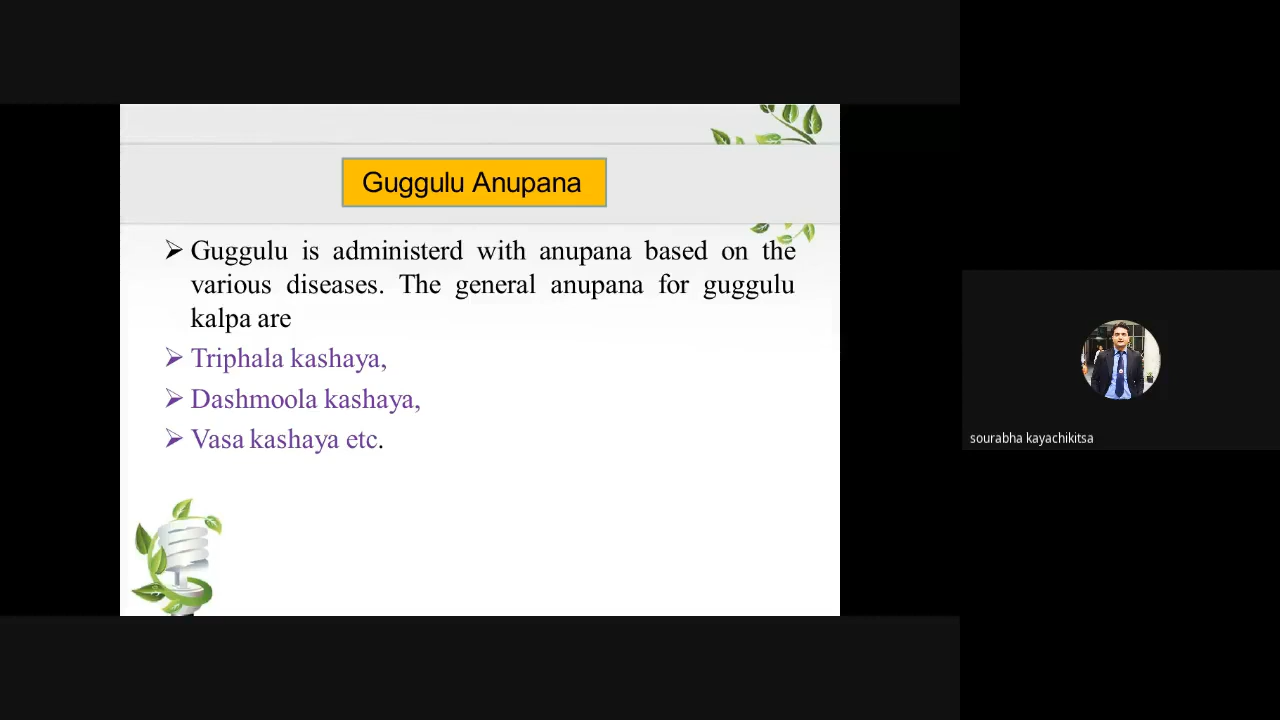 Guggulu Anupana
➢ Guggulu is administerd with anupana based on the
various diseases. The general anupana for guggulu
kalpa are
➢ Triphala kashaya,
➢ Dashmoola kashaya,
➢ Vasa kashaya etc.
sourabha kayachikitsa